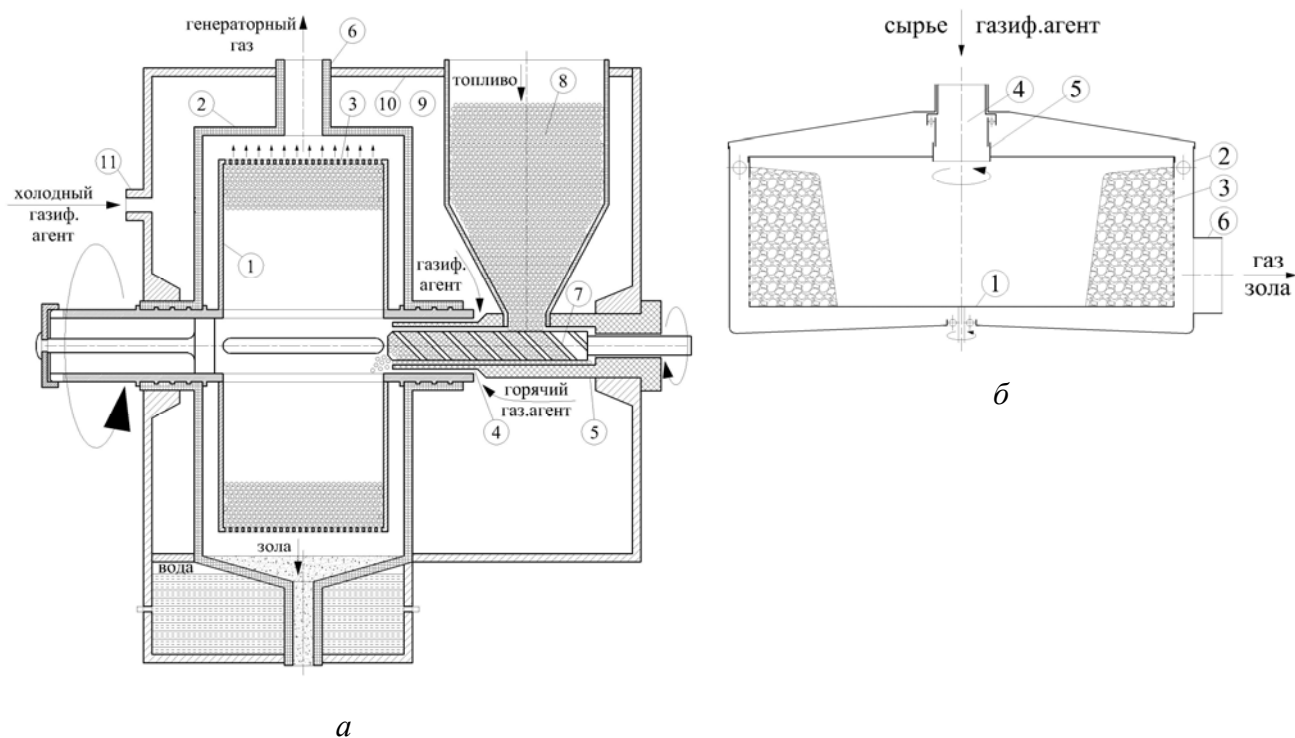 генераторный
газ
6
топливо
8
2
3
10
9
11
холодный
газиф.
агент
1
газиф.
агент
7
горячий
газ.агент
4
5
зола
вода
а
сырье газиф.агент
4
5
2
3
6
1
газ
зола
б